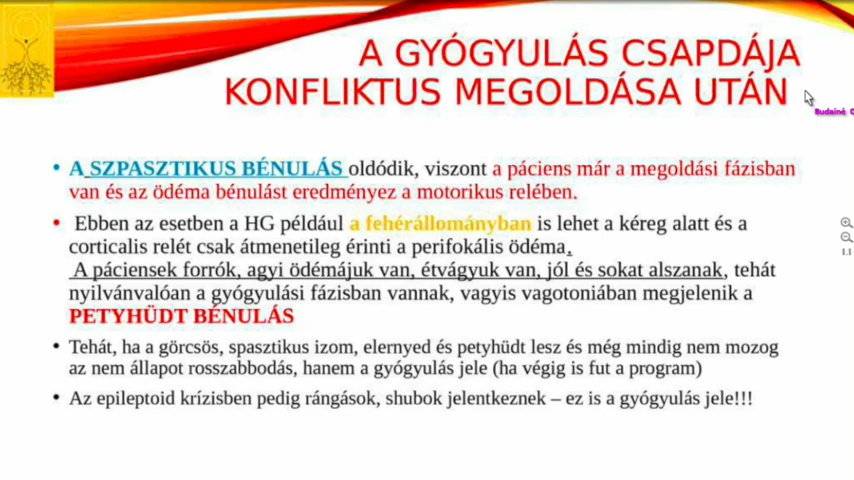 A GYÓGYULÁS CSAPDÁJA
KONFLIKTUS MEGOLDÁSA UTÁN
Budainé G
• A SZPASZTIKUS BÉNULÁS oldódik, viszont a páciens már a megoldási fázisban
van és az ödéma bénulást eredményez a motorikus relében.
• Ebben az esetben a HG például a fehérállományban is lehet a kéreg alatt és a
corticalis relét csak átmenetileg érinti a perifokális ödéma.
A páciensek forrók, agyi ödémájuk van, étvágyuk van, jól és sokat alszanak, tehát
nyilvánvalóan a gyógyulási fázisban vannak, vagyis vagotoniában megjelenik a
PETYHÜDT BÉNULÁS
• Tehát, ha a görcsös, spasztikus izom, elernyed és petyhüdt lesz és még mindig nem mozog
az nem állapot rosszabbodás, hanem a gyógyulás jele (ha végig is fut a program)
• Az epileptoid krízisben pedig rángások, shubok jelentkeznek – ez is a gyógyulás jele!!!
1.1